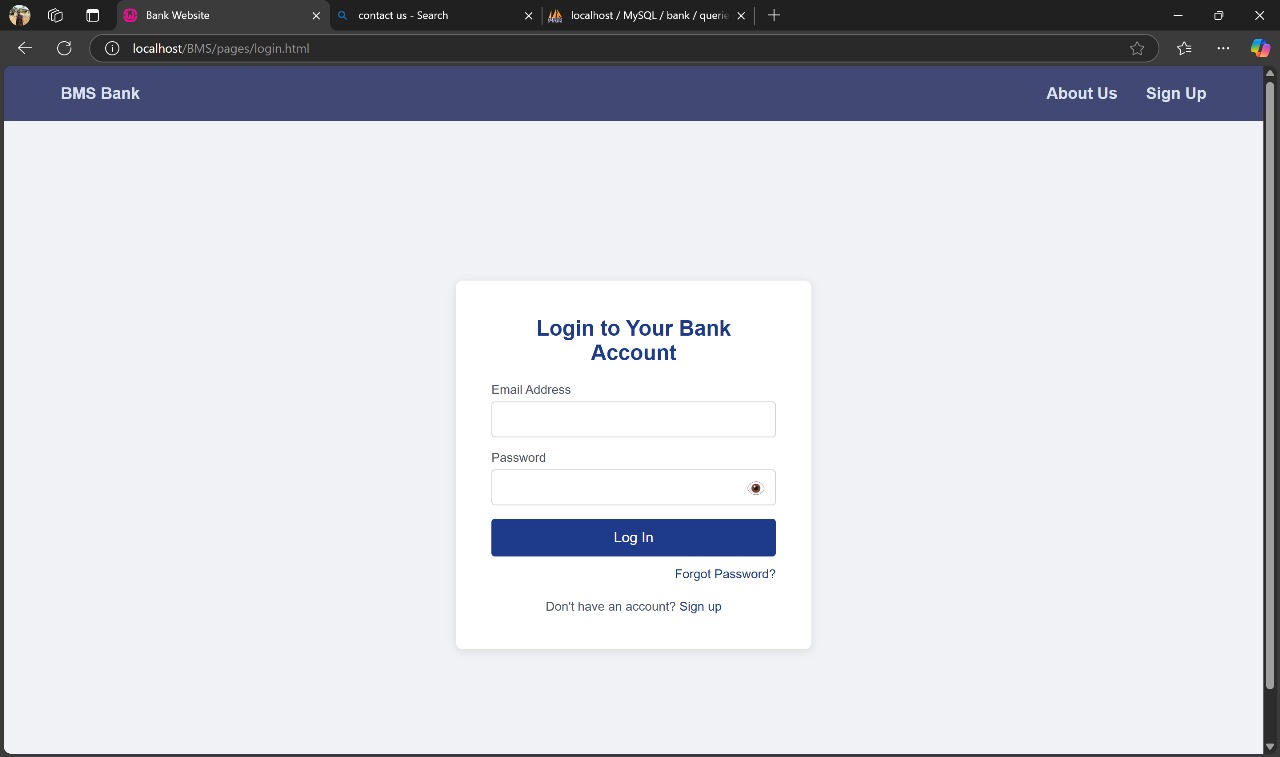 Bank Website
contact us - Search
localhost / MySQL / bank / querie
localhost/BMS/pages/login.html
BMS Bank
About Us
Sign Up
Login to Your Bank
Account
Email Address
Password
Log In
Forgot Password?
Don't have an account? Sign up